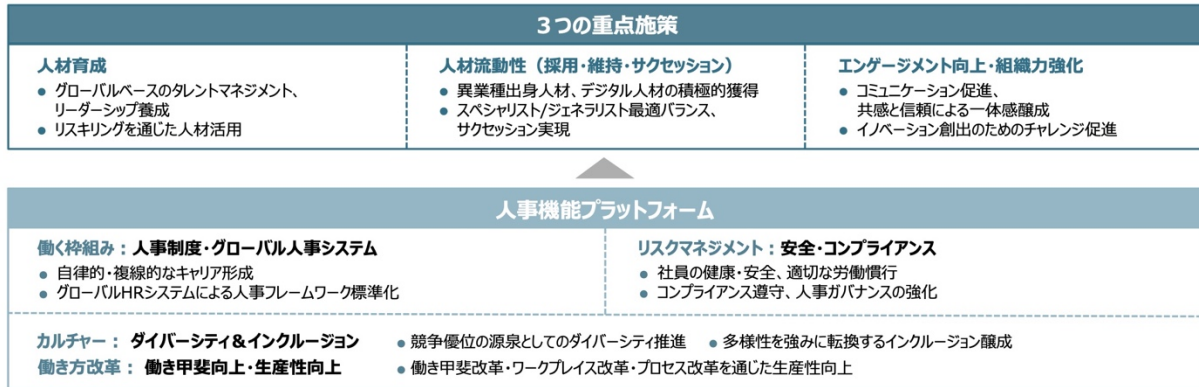 ３つの重点施策
人材育成
● グローバルベースのタレントマネジメント、
リーダーシップ養成
● リスキリングを通じた人材活用
人材流動性（採用・維持・サクセッション）
● 異業種出身人材、デジタル人材の積極的獲得
● スペシャリスト/ジェネラリスト最適バランス、
サクセッション実現
エンゲージメント向上・組織力強化
● コミュニケーション促進、
共感と信頼による一体感醸成
● イノベーション創出のためのチャレンジ促進
人事機能プラットフォーム
働く枠組み：人事制度・グローバル人事システム
● 自律的・複線的なキャリア形成
● グローバルHRシステムによる人事フレームワーク標準化
リスクマネジメント：安全・コンプライアンス
● 社員の健康・安全、適切な労働慣行
● コンプライアンス遵守、人事ガバナンスの強化
カルチャー： ダイバーシティ＆インクルージョン ● 競争優位の源泉としてのダイバーシティ推進 ● 多様性を強みに転換するインクルージョン醸成
働き方改革： 働き甲斐向上・生産性向上 ● 働き甲斐改革・ワークプレイス改革・プロセス改革を通じた生産性向上